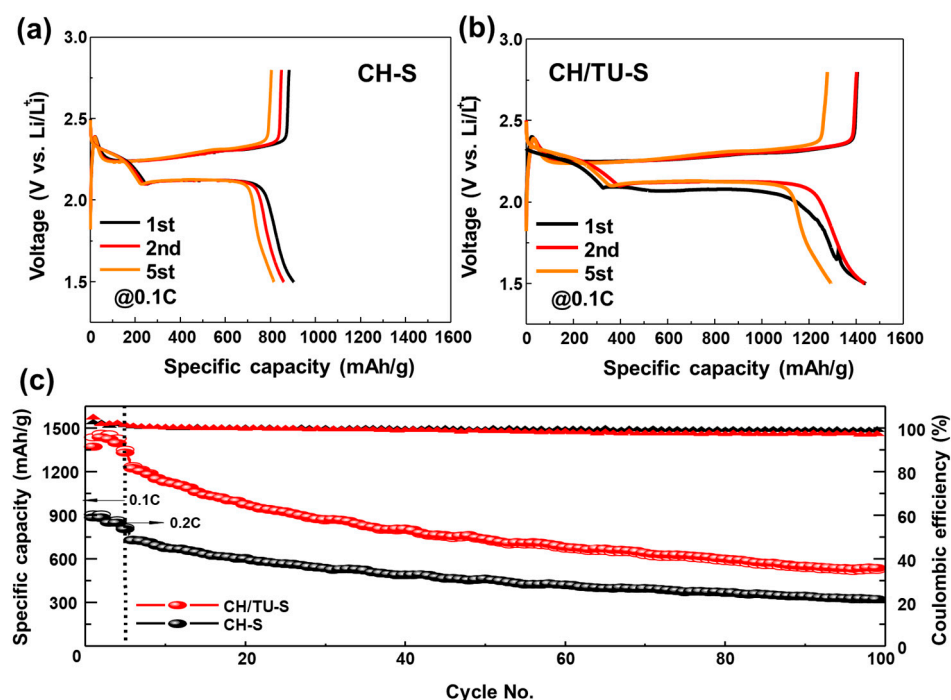 (a)
3.0
2.5
2.0
1.5
Voltage (V vs. Li/Li⁺)
CH-S
1st
2nd
5st
@0.1C
0 200 400 600 800 1000 1200 1400 1600
Specific capacity (mAh/g)
(b)
3.0
2.5
2.0
1.5
Voltage (V vs. Li/Li⁺)
CH/TU-S
1st
2nd
5st
@0.1C
0 200 400 600 800 1000 1200 1400 1600
Specific capacity (mAh/g)
(c)
1500
1200
900
600
300
Specific capacity (mAh/g)
0.1C
0.2C
CH/TU-S
CH-S
100
80
60
40
20
0
Coulombic efficiency (%)
0 20 40 60 80 100
Cycle No.